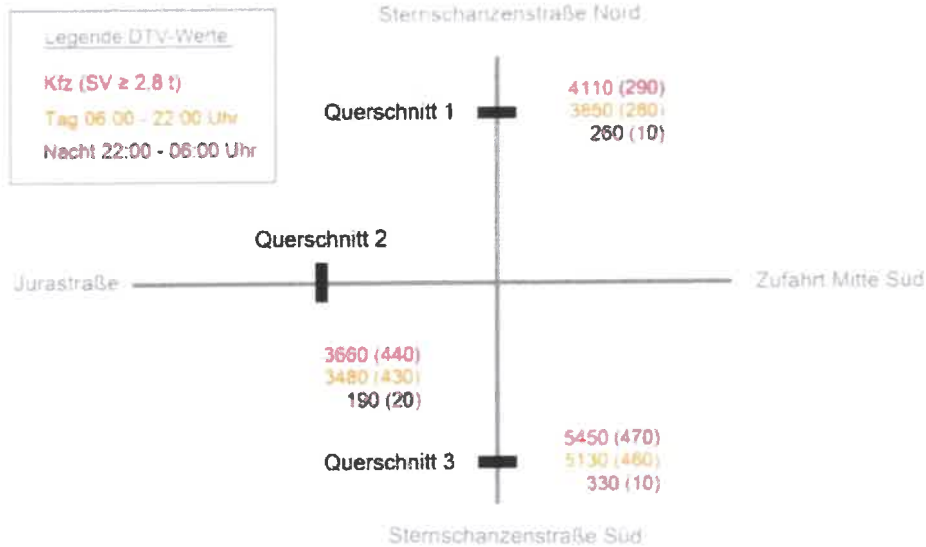 Sternschanzenstraße Nord
Legende DTV-Werte
Kfz (SV ≥ 2,8 t)
Tag 06:00 - 22:00 Uhr
Nacht 22:00 - 06:00 Uhr
Querschnitt 1
4110 (290)
3850 (280)
260 (10)
Querschnitt 2
Jurastraße
Zufahrt Mitte Süd
3660 (440)
3480 (430)
190 (20)
Querschnitt 3
5450 (470)
5130 (460)
330 (10)
Sternschanzenstraße Süd